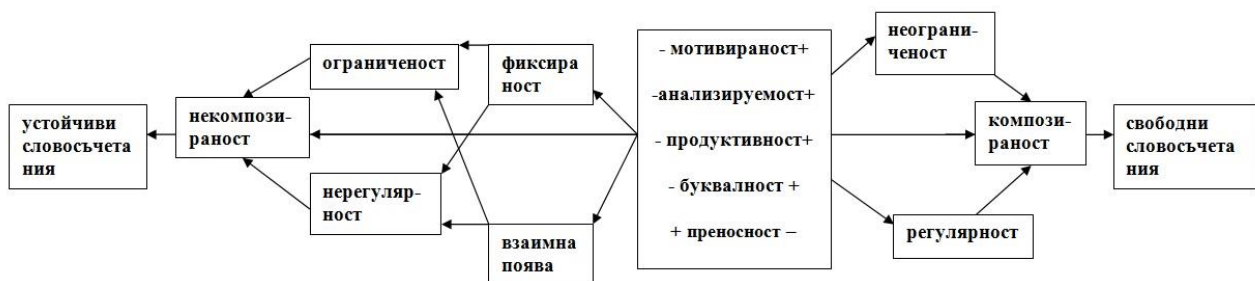 устойчиви
словосъчета
ния
некомпози-
раност
ограниченост
нерегуляр-
ност
фиксира
ност
взаимна
поява
- мотивираност+
-анализируемост+
- продуктивност+
- буквалност +
+ преносност –
неограни-
ченост
компози-
раност
регулярност
свободни
словосъчета
ния